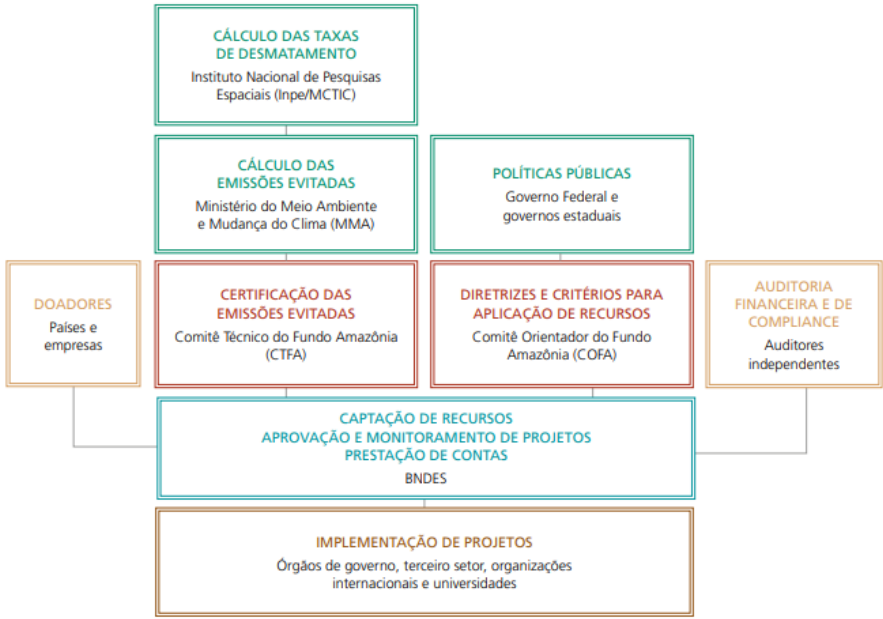 CÁLCULO DAS TAXAS
DE DESMATAMENTO
Instituto Nacional de Pesquisas
Espaciais (Inpe/MCTIC)
CÁLCULO DAS
EMISSÕES EVITADAS
Ministério do Meio Ambiente
e Mudança do Clima (MMA)
POLÍTICAS PÚBLICAS
Governo Federal e
governos estaduais
DOADORES
Países e
empresas
CERTIFICAÇÃO DAS
EMISSÕES EVITADAS
Comitê Técnico do Fundo Amazônia
(CTFA)
DIRETRIZES E CRITÉRIOS PARA
APLICAÇÃO DE RECURSOS
Comitê Orientador do Fundo
Amazônia (COFA)
AUDITORIA
FINANCEIRA E DE
COMPLIANCE
Auditores
independentes
CAPTAÇÃO DE RECURSOS
APROVAÇÃO E MONITORAMENTO DE PROJETOS
PRESTAÇÃO DE CONTAS
BNDES
IMPLEMENTAÇÃO DE PROJETOS
Órgãos de governo, terceiro setor, organizações
internacionais e universidades